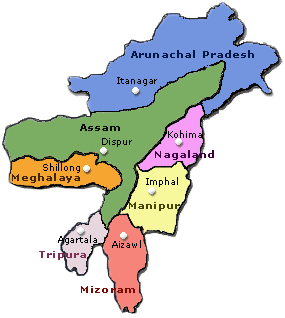 Arunachal Pradesh
Itanagar
Assam
Dispur
Kohima
Nagaland
Shillong
Meghalaya
Imphal
Manipur
Agartala
Aizawl
Tripura
Mizoram